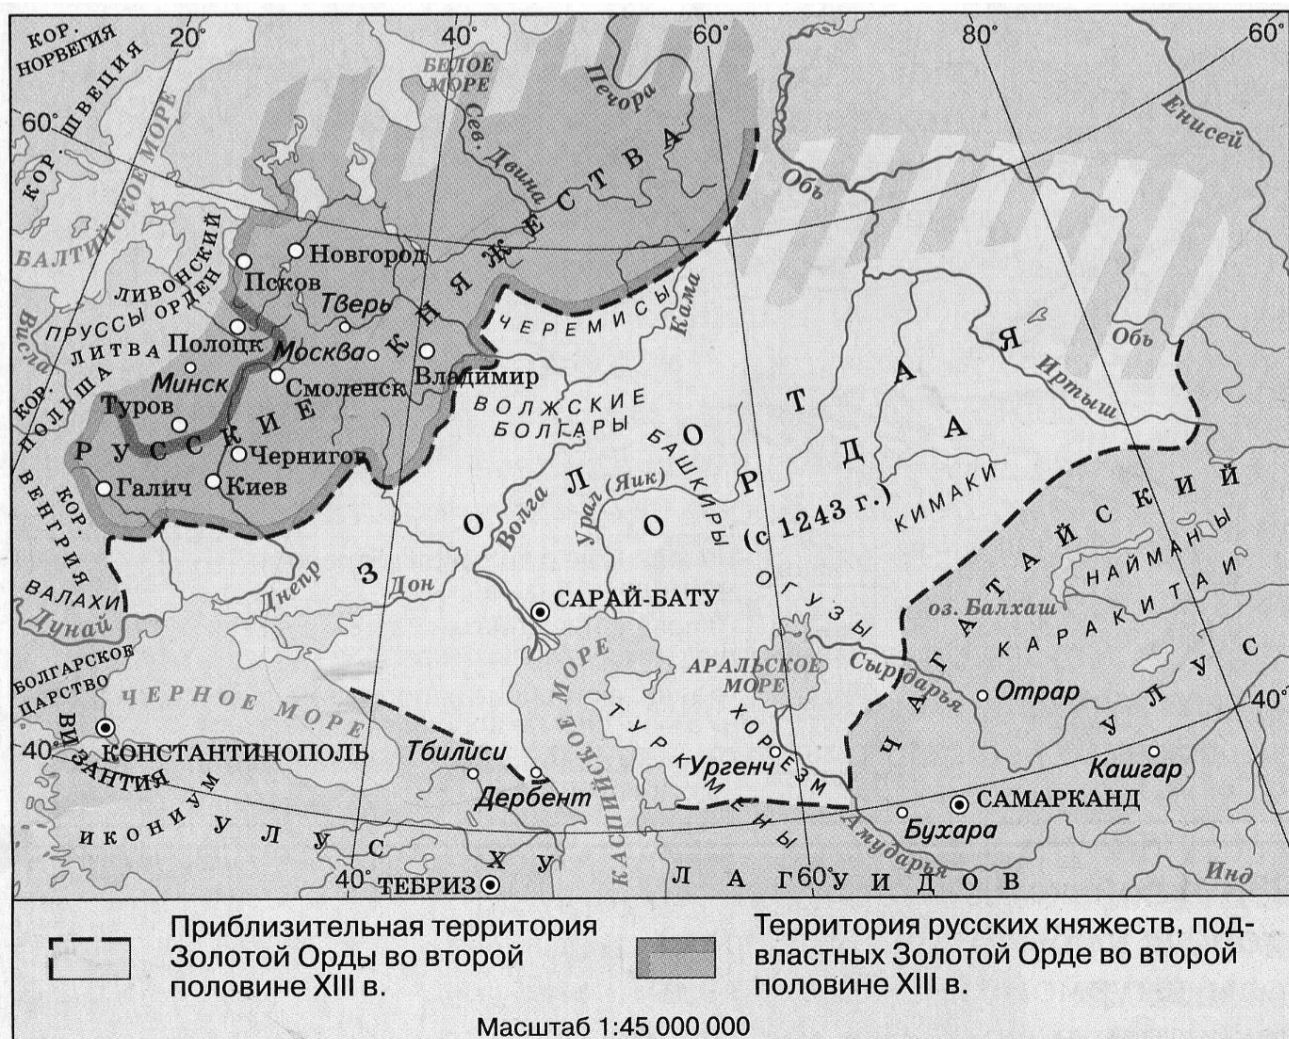 КОР.
НОРВЕГИЯ
20°
40°
60°
80°
60°
КОР. ШВЕЦИЯ
БЕЛОЕ
МОРЕ
Печора
Сев. Двина
Енисей
Обь
60°
БАЛТИЙСКОЕ МОРЕ
РУССКИЕ КНЯЖЕСТВА
Новгород
Псков
ЛИВОНСКИЙ
ОРДЕН
Тверь
ПРУССЫ
Висла
Полоцк
Москва
ЛИТВА
Минск
Смоленск
Владимир
ЧЕРЕМИСЫ
Кама
КОР.
ПОЛЬША
Туров
Чернигов
Галич
Киев
ВОЛЖСКИЕ
БОЛГАРЫ
БАШКИРЫ
ЗОЛОТАЯ
ОРДА
(с 1243 г.)
КИМАКИ
Обь
Иртыш
Волга
Урал (Яик)
КОР.
ВЕНГРИЯ
ВАЛАХИ
Дунай
Днепр
Дон
САРАЙ-БАТУ
ОГУЗЫ
ЧАГАТАЙСКИЙ
УЛУС
НАЙМАНЫ
оз. Балхаш
КАРАКИТАИ
БОЛГАРСКОЕ
ЦАРСТВО
ЧЕРНОЕ МОРЕ
КАСПИЙСКОЕ МОРЕ
АРАЛЬСКОЕ
МОРЕ
Сырдарья
Отрар
40°
ВИЗАНТИЯ
КОНСТАНТИНОПОЛЬ
40°
Тбилиси
Дербент
ТУРКМЕНЫ
ХОРЕЗМ
Ургенч
Кашгар
САМАРКАНД
Бухара
Амударья
Инд
ИКОНИУМ
УЛУС ХУЛАГУИДОВ
40°
ТЕБРИЗ
60°
Приблизительная территория
Золотой Орды во второй
половине XIII в.
Территория русских княжеств, под-
властных Золотой Орде во второй
половине XIII в.
Масштаб 1:45 000 000